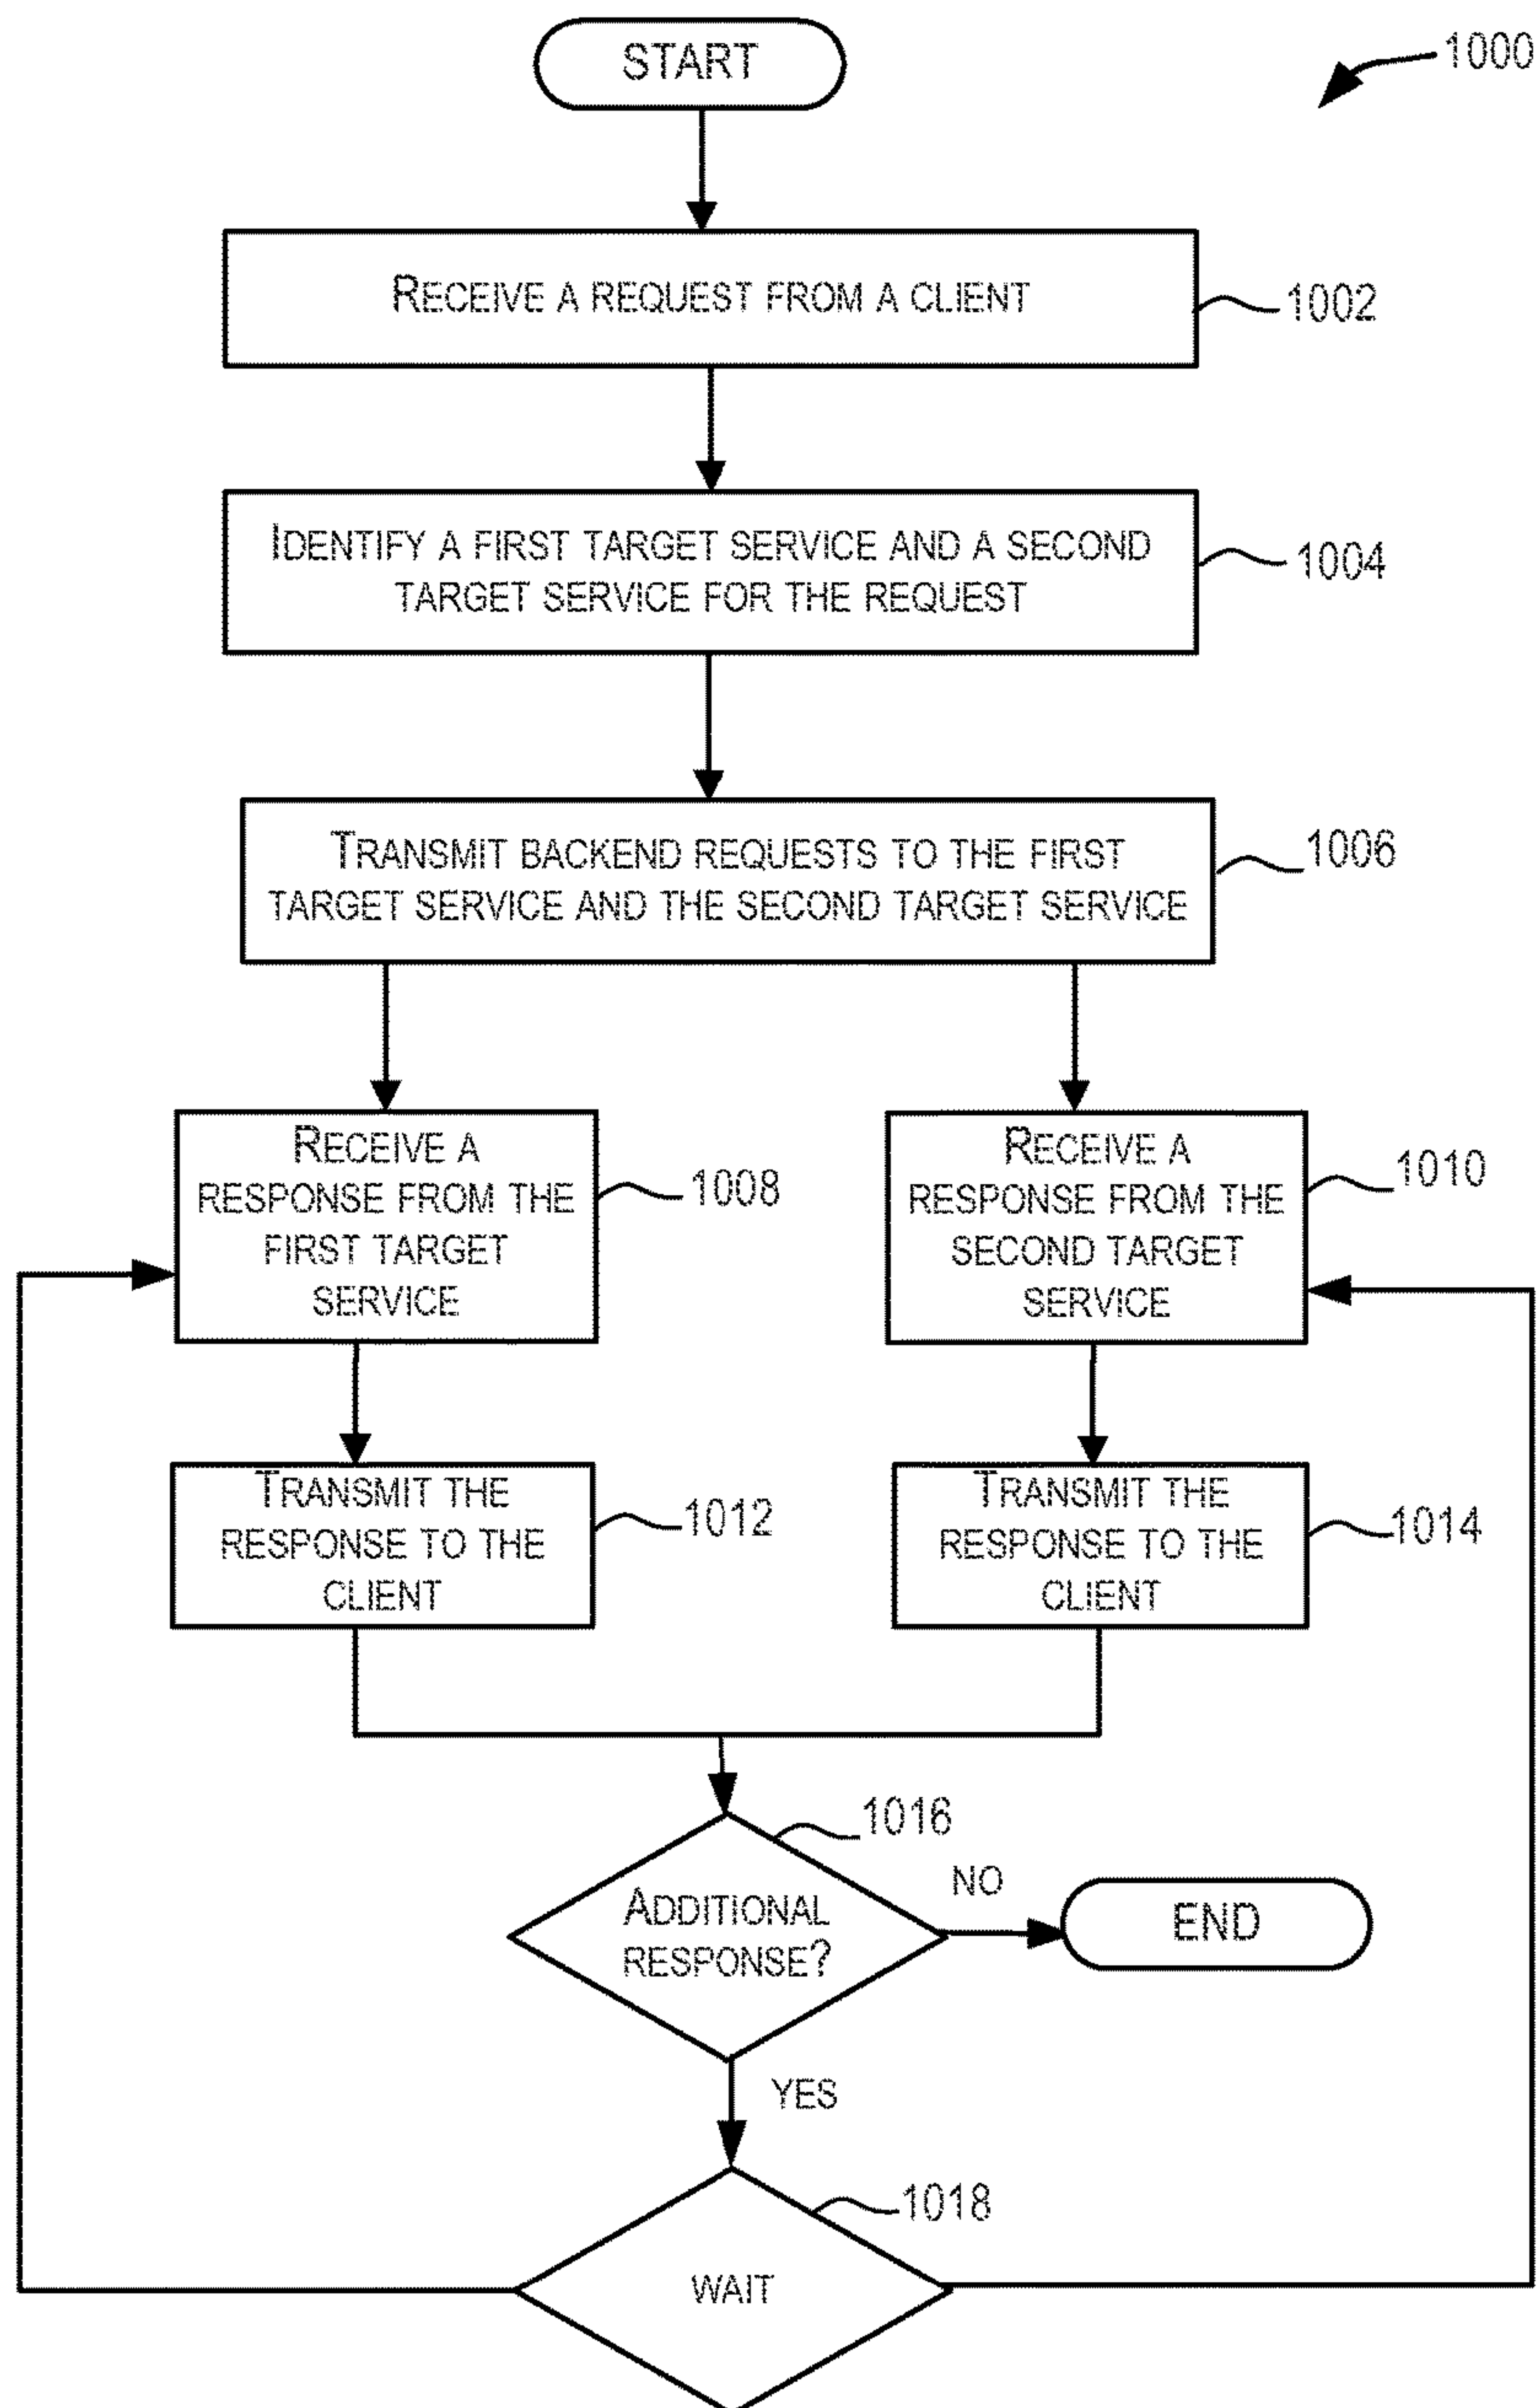 START
1000
RECEIVE A REQUEST FROM A CLIENT
1002
IDENTIFY A FIRST TARGET SERVICE AND A SECOND
TARGET SERVICE FOR THE REQUEST
1004
TRANSMIT BACKEND REQUESTS TO THE FIRST
TARGET SERVICE AND THE SECOND TARGET SERVICE
1006
RECEIVE A
RESPONSE FROM THE
FIRST TARGET
SERVICE
1008
RECEIVE A
RESPONSE FROM THE
SECOND TARGET
SERVICE
1010
TRANSMIT THE
RESPONSE TO THE
CLIENT
1012
TRANSMIT THE
RESPONSE TO THE
CLIENT
1014
1016
ADDITIONAL
RESPONSE?
NO
END
YES
1018
WAIT